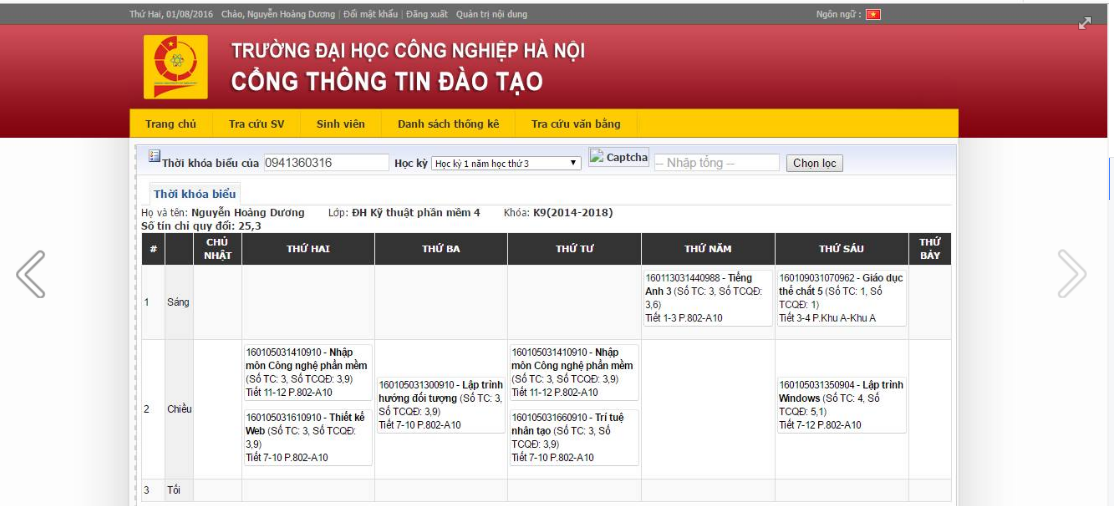 Thứ Hai, 01/08/2016 Chào, Nguyễn Hoàng Dương | Đổi mật khẩu | Đăng xuất Quản trị nội dung Ngôn ngữ :
TRƯỜNG ĐẠI HỌC CÔNG NGHIỆP HÀ NỘI
CỔNG THÔNG TIN ĐÀO TẠO
Trang chủ Tra cứu SV Sinh viên Danh sách thống kê Tra cứu văn bằng
Thời khóa biểu của 0941360316 Học kỳ Học kỳ 1 năm học thứ 3 Captcha -- Nhập tổng -- Chọn lọc
Thời khóa biểu
Họ và tên: Nguyễn Hoàng Dương Lớp: ĐH Kỹ thuật phần mềm 4 Khóa: K9(2014-2018)
Số tín chỉ quy đổi: 25,3
# CHỦ NHẬT THỨ HAI THỨ BA THỨ TƯ THỨ NĂM THỨ SÁU THỨ BẢY
1 Sáng
160113031440988 - Tiếng
Anh 3 (Số TC: 3, Số TCQĐ:
3,6)
Tiết 1-3 P.802-A10
160109031070962 - Giáo dục
thể chất 5 (Số TC: 1, Số
TCQĐ: 1)
Tiết 3-4 P.Khu A-Khu A
2 Chiều
160105031410910 - Nhập
môn Công nghệ phần mềm
(Số TC: 3, Số TCQĐ: 3,9)
Tiết 11-12 P.802-A10
160105031610910 - Thiết kế
Web (Số TC: 3, Số TCQĐ:
3,9)
Tiết 7-10 P.802-A10
160105031300910 - Lập trình
hướng đối tượng (Số TC: 3,
Số TCQĐ: 3,9)
Tiết 7-10 P.802-A10
160105031410910 - Nhập
môn Công nghệ phần mềm
(Số TC: 3, Số TCQĐ: 3,9)
Tiết 11-12 P.802-A10
160105031660910 - Trí tuệ
nhân tạo (Số TC: 3, Số
TCQĐ: 3,9)
Tiết 7-10 P.802-A10
160105031350904 - Lập trình
Windows (Số TC: 4, Số
TCQĐ: 5,1)
Tiết 7-12 P.802-A10
3 Tối